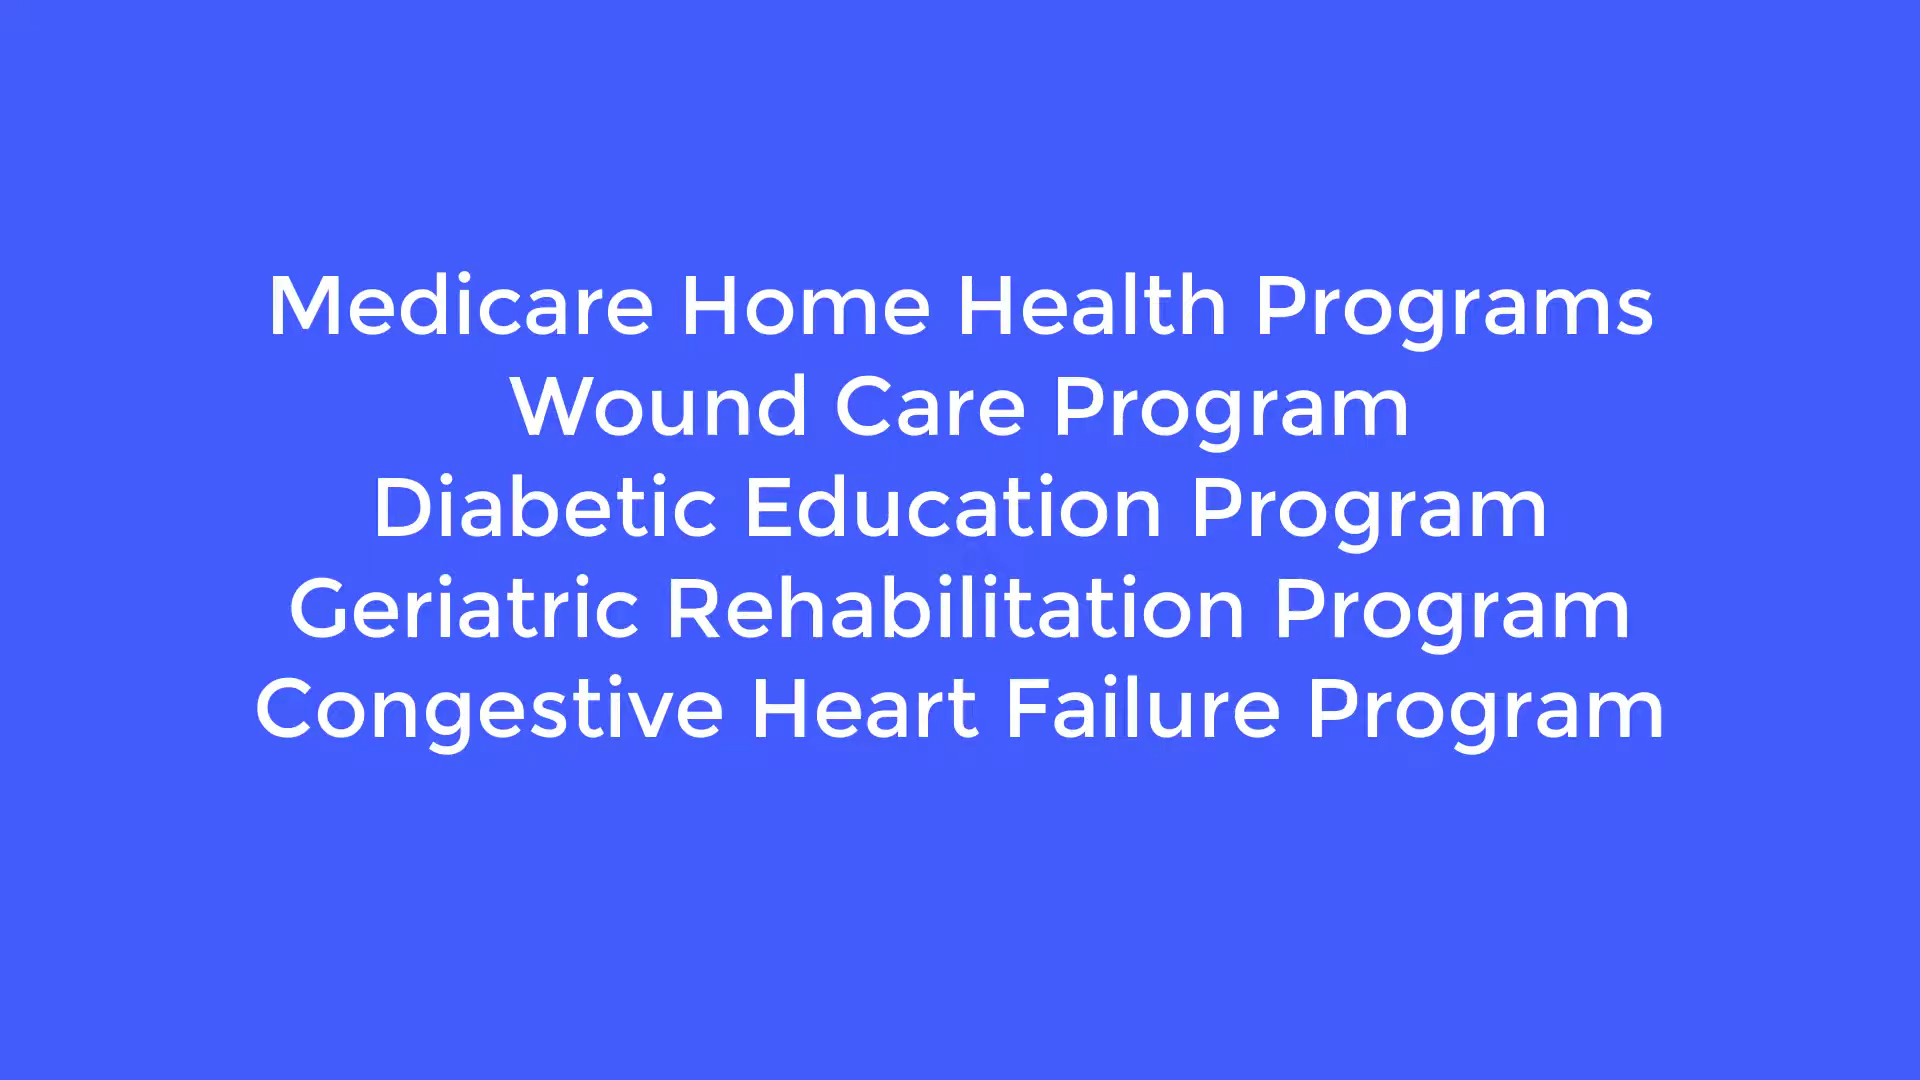 Medicare Home Health Programs
Wound Care Program
Diabetic Education Program
Geriatric Rehabilitation Program
Congestive Heart Failure Program